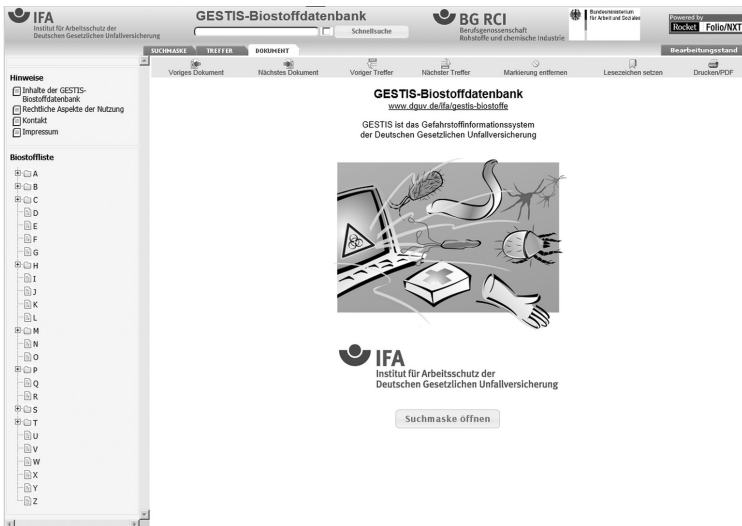 IFA
Institut für Arbeitsschutz der
Deutschen Gesetzlichen Unfallversicherung
GESTIS-Biostoffdatenbank
Schnellsuche
BG RCI
Berufsgenossenschaft
Rohstoffe und chemische Industrie
Bundesministerium
für Arbeit und Soziales
Powered by
Rocket Folio/NXT
SUCHMASKE TREFFER DOKUMENT
Bearbeitungsstand
Voriges Dokument Nächstes Dokument Voriger Treffer Nächster Treffer Markierung entfernen Lesezeichen setzen Drucken/PDF
Hinweise
Inhalte der GESTIS-
Biostoffdatenbank
Rechtliche Aspekte der Nutzung
Kontakt
Impressum
Biostoffliste
A
B
C
D
E
F
G
H
I
J
K
L
M
N
O
P
Q
R
S
T
U
V
W
X
Y
Z
GESTIS-Biostoffdatenbank
www.dguv.de/ifa/gestis-biostoffe
GESTIS ist das Gefahrstoffinformationssystem
der Deutschen Gesetzlichen Unfallversicherung
IFA
Institut für Arbeitsschutz der
Deutschen Gesetzlichen Unfallversicherung
Suchmaske öffnen